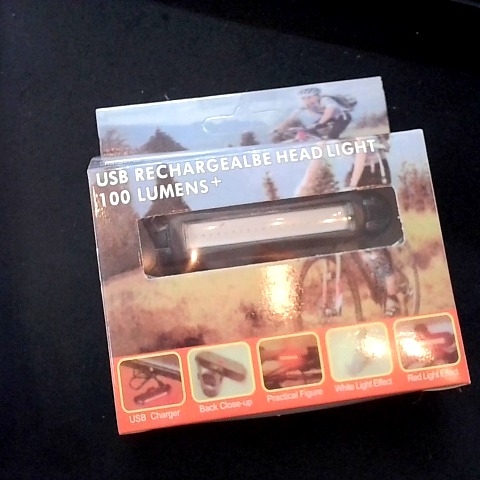 USB RECHARGEALBE HEAD LIGHT
100 LUMENS+
USB Charger
Back Close-up
Practical Figure
White Light Effect
Red Light Effect